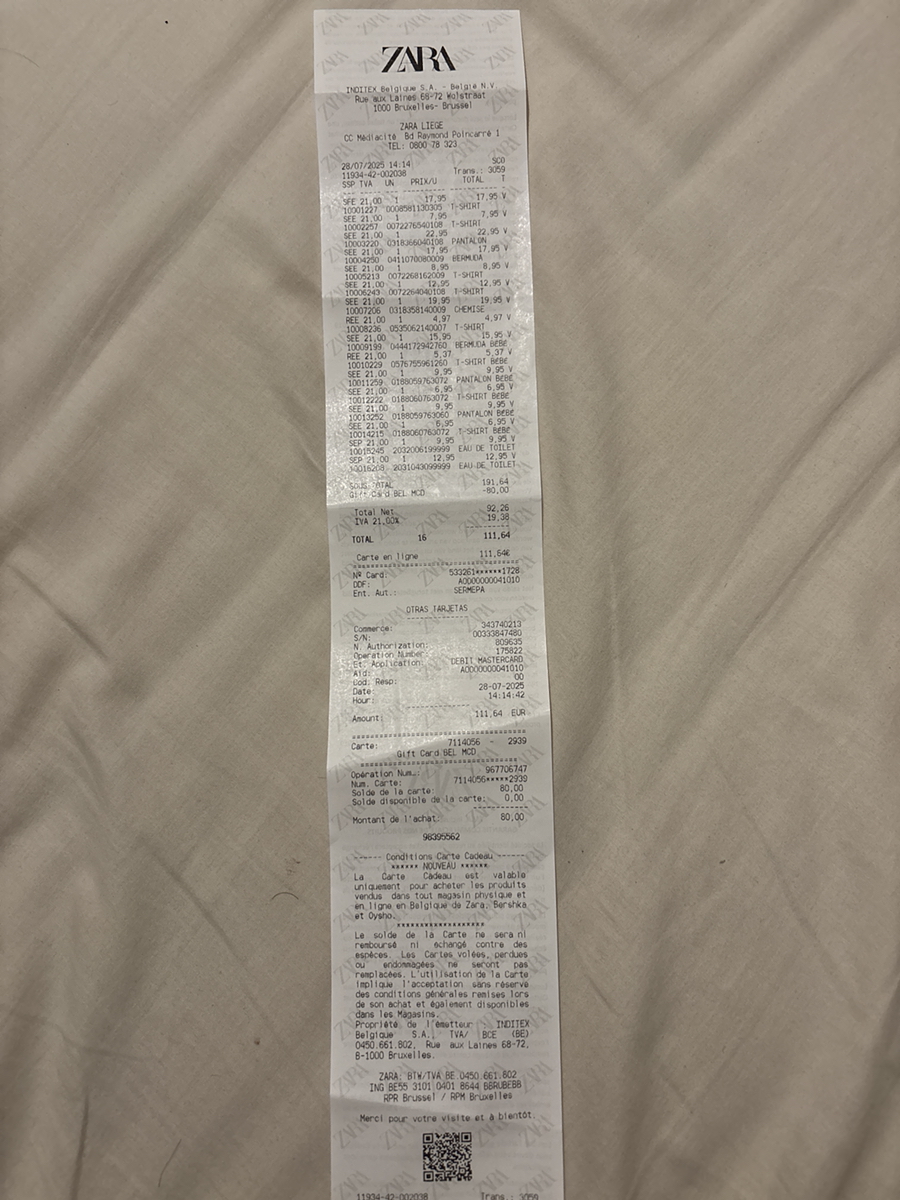 ZARA
INDITEX Belgique S.A. - België N.V.
Rue aux Laines 68-72 Wolstraat
1000 Bruxelles- Brussel
ZARA LIEGE
CC Médiacité Bd Raymond Poincarré 1
TEL: 0800 78 323
28/07/2025 14:14 SCO
11934-42-002038 Trans.: 3059
SSP TVA UN PRIX/U TOTAL T
SEE 21,00 1 17,95 17,95 V
10001227 0008581130305 T-SHIRT
SEE 21,00 1 7,95 7,95 V
10002257 0072276540108 T-SHIRT
SEE 21,00 1 22,95 22,95 V
10003220 0318366040108 PANTALON
SEE 21,00 1 17,95 17,95 V
10004250 0411070080009 BERMUDA
SEE 21,00 1 8,95 8,95 V
10005213 0072268162009 T-SHIRT
SEE 21,00 1 12,95 12,95 V
10006243 0072264040108 T-SHIRT
SEE 21,00 1 19,95 19,95 V
10007206 0318358140009 CHEMISE
REE 21,00 1 4,97 4,97 V
10008236 0535062140007 T-SHIRT
SEE 21,00 1 15,95 15,95 V
10009199 0444172942760 BERMUDA BÉBÉ
REE 21,00 1 5,37 5,37 V
10010229 0576755961260 T-SHIRT BÉBÉ
SEE 21,00 1 9,95 9,95 V
10011259 0188059763072 PANTALON BÉBÉ
SEE 21,00 1 6,95 6,95 V
10012222 0188060763072 T-SHIRT BÉBÉ
SEE 21,00 1 9,95 9,95 V
10013252 0188059763060 PANTALON BÉBÉ
SEE 21,00 1 6,95 6,95 V
10014215 0188060763072 T-SHIRT BÉBÉ
SEP 21,00 1 9,95 9,95 V
10015245 2032006199999 EAU DE TOILET
SEP 21,00 1 12,95 12,95 V
10016208 2031043099999 EAU DE TOILET
SOUS TOTAL 191,64
Gift Card BEL MCD -80,00
Total Net 92,26
IVA 21,00% 19,38
TOTAL 16 111,64
Carte en ligne 111,64€
Nº Card: 533261******1728
DDF: A0000000041010
Ent. Aut.: SERMEPA
OTRAS TARJETAS
Commerce: 343740213
S/N: 00333847480
N. Authorization: 809635
Operation Number: 175822
Et. Application: DEBIT MASTERCARD
Aid: A0000000041010
Cod. Resp: 00
Date: 28-07-2025
Hour: 14:14:42
Amount: 111,64 EUR
Carte: 7114056 - 2939
Gift Card BEL MCD
Opération Num.: 967706747
Num. Carte: 7114056*****2939
Solde de la carte: 80,00
Solde disponible de la carte: 0,00
Montant de l'achat: 80,00
98395562
------ Conditions Carte Cadeau ------
****** NOUVEAU ******
La Carte Cadeau est valable
uniquement pour acheter les produits
vendus dans tout magasin physique et
en ligne en Belgique de Zara, Bershka
et Oysho.
******************
Le solde de la Carte ne sera ni
remboursé ni échangé contre des
espèces. Les Cartes volées, perdues
ou endommagées ne seront pas
remplacées. L'utilisation de la Carte
implique l'acceptation sans réserve
des conditions générales remises lors
de son achat et également disponibles
dans les Magasins.
Propriété de l'émetteur : INDITEX
Belgique S.A., TVA/ BCE (BE)
0450.661.802, Rue aux Laines 68-72,
B-1000 Bruxelles.
ZARA: BTW/TVA BE 0450.661.802
ING BE55 3101 0401 8644 BBRUBEBB
RPR Brussel / RPM Bruxelles
Merci pour votre visite et à bientôt.
11934-42-002038 Trans.: 3059